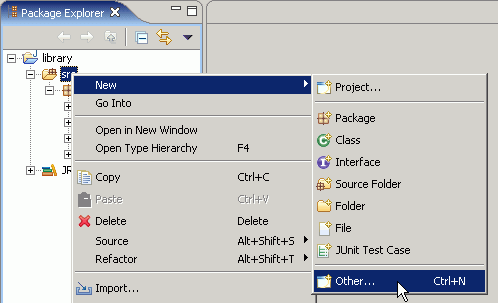 Package Explorer
library
src
New
Go Into
Open in New Window
Open Type Hierarchy F4
Copy Ctrl+C
Paste Ctrl+V
Delete Delete
Source Alt+Shift+S
Refactor Alt+Shift+T
Import...
Project...
Package
Class
Interface
Source Folder
Folder
File
JUnit Test Case
Other... Ctrl+N